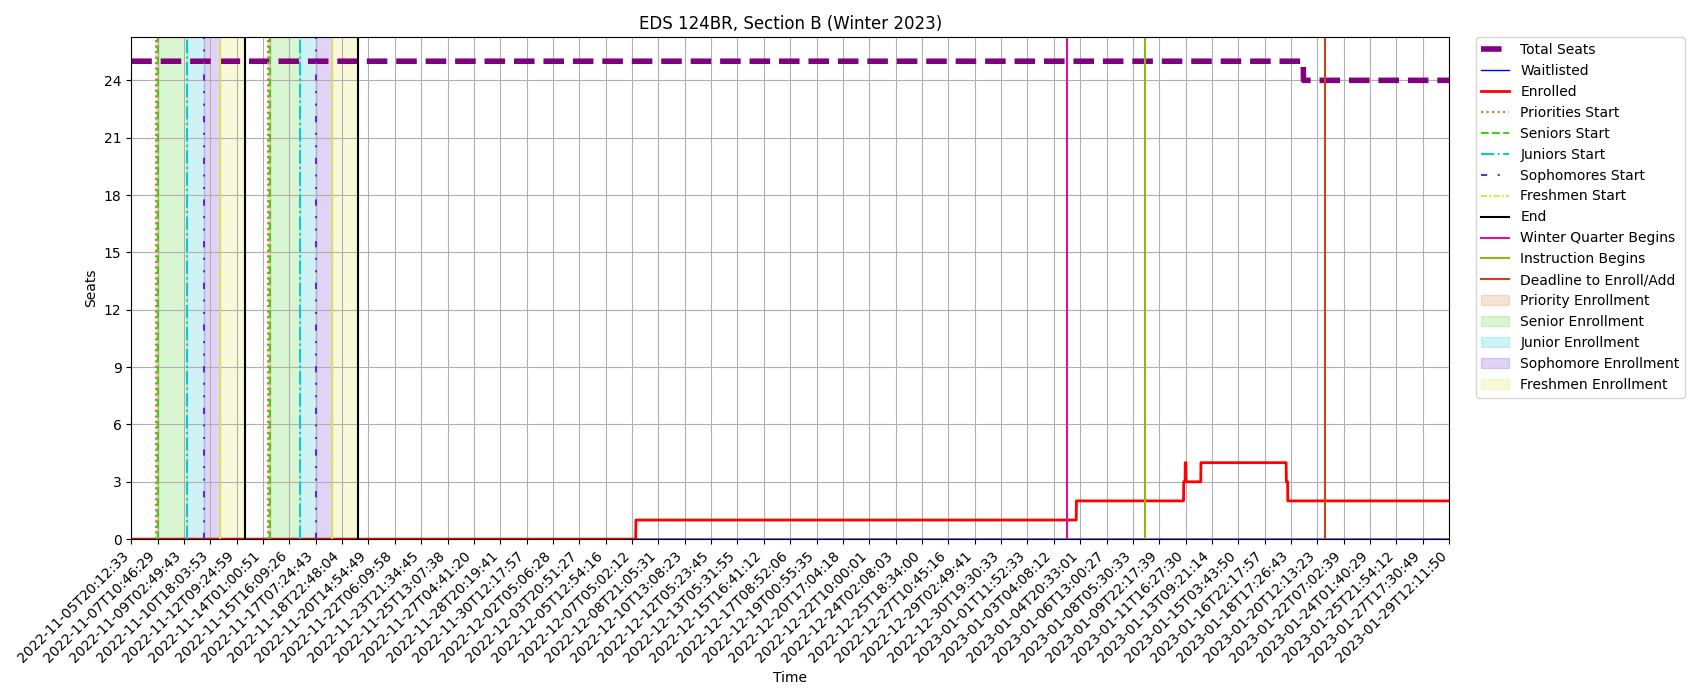 EDS 124BR, Section B (Winter 2023)
Seats
24
21
18
15
12
9
6
3
0
2022-11-05T20:12:33
2022-11-07T10:46:29
2022-11-09T02:49:43
2022-11-10T18:03:53
2022-11-12T09:24:59
2022-11-14T01:00:51
2022-11-15T16:09:26
2022-11-17T07:24:43
2022-11-18T22:48:04
2022-11-20T14:54:49
2022-11-22T06:09:58
2022-11-23T21:34:45
2022-11-25T13:07:38
2022-11-27T04:41:20
2022-11-28T20:19:41
2022-11-30T12:17:57
2022-12-02T05:06:28
2022-12-03T20:51:27
2022-12-05T12:54:16
2022-12-07T05:02:12
2022-12-08T21:05:31
2022-12-10T13:08:23
2022-12-12T05:23:45
2022-12-13T21:31:55
2022-12-15T16:41:12
2022-12-17T08:52:06
2022-12-19T00:55:35
2022-12-20T17:04:18
2022-12-22T10:00:01
2022-12-24T02:08:03
2022-12-25T18:34:00
2022-12-27T10:45:16
2022-12-29T02:49:41
2022-12-30T19:30:33
2023-01-01T11:52:33
2023-01-03T04:08:12
2023-01-04T20:33:01
2023-01-06T13:00:27
2023-01-08T05:30:33
2023-01-09T22:17:39
2023-01-11T16:27:30
2023-01-13T09:21:14
2023-01-15T03:43:50
2023-01-16T22:17:57
2023-01-18T17:26:43
2023-01-20T12:13:23
2023-01-22T07:02:39
2023-01-24T01:40:29
2023-01-25T21:54:12
2023-01-27T17:30:49
2023-01-29T12:11:50
Time
Total Seats
Waitlisted
Enrolled
Priorities Start
Seniors Start
Juniors Start
Sophomores Start
Freshmen Start
End
Winter Quarter Begins
Instruction Begins
Deadline to Enroll/Add
Priority Enrollment
Senior Enrollment
Junior Enrollment
Sophomore Enrollment
Freshmen Enrollment